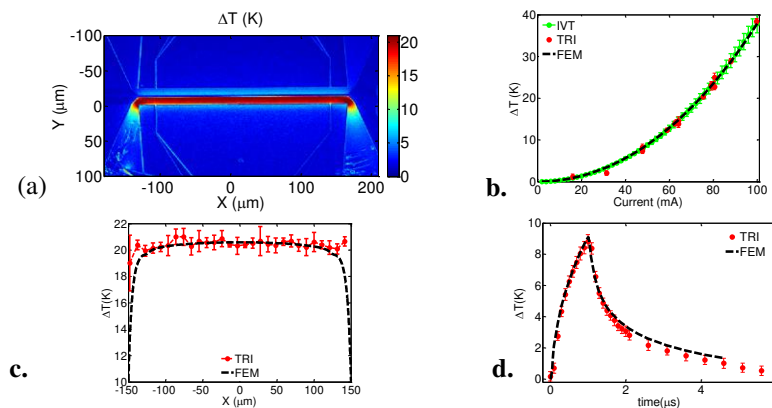 ΔT (K)
-100
-50
0
50
100
Y (μm)
-100
0
100
200
X (μm)
20
15
10
5
0
(a)
40
30
20
10
0
ΔT (K)
0
20
40
60
80
100
Current (mA)
IVT
TRI
FEM
b.
22
20
18
16
14
12
10
ΔT(K)
-150
-100
-50
0
50
100
150
X (μm)
TRI
FEM
c.
10
8
6
4
2
0
ΔT(K)
0
2
4
time(μs)
TRI
FEM
d.